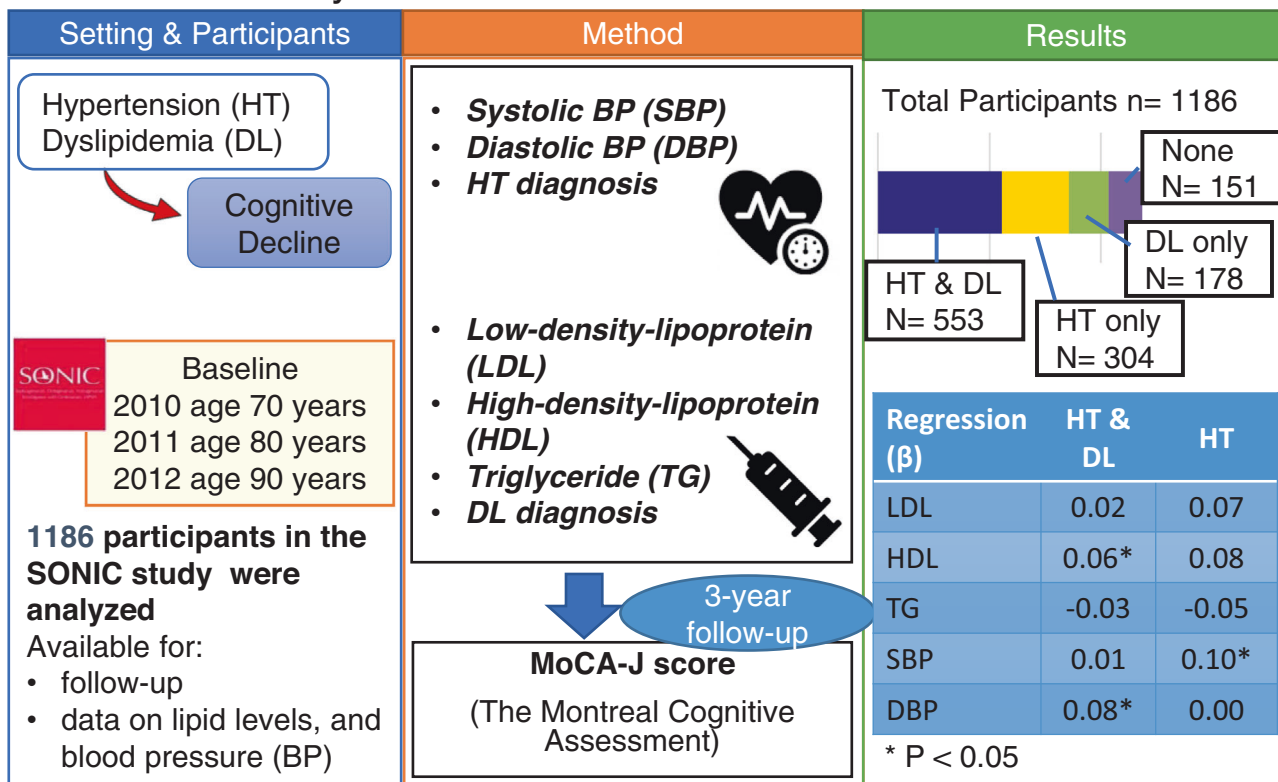 Setting & Participants
Hypertension (HT)
Dyslipidemia (DL)
Cognitive
Decline
SONIC
Baseline
2010 age 70 years
2011 age 80 years
2012 age 90 years
1186 participants in the
SONIC study were
analyzed
Available for:
• follow-up
• data on lipid levels, and
blood pressure (BP)
Method
• Systolic BP (SBP)
• Diastolic BP (DBP)
• HT diagnosis
• Low-density-lipoprotein
(LDL)
• High-density-lipoprotein
(HDL)
• Triglyceride (TG)
• DL diagnosis
3-year
follow-up
MoCA-J score
(The Montreal Cognitive
Assessment)
Results
Total Participants n= 1186
None
N= 151
DL only
N= 178
HT & DL
N= 553
HT only
N= 304
Regression (β) HT & DL HT
LDL 0.02 0.07
HDL 0.06* 0.08
TG -0.03 -0.05
SBP 0.01 0.10*
DBP 0.08* 0.00
* P < 0.05